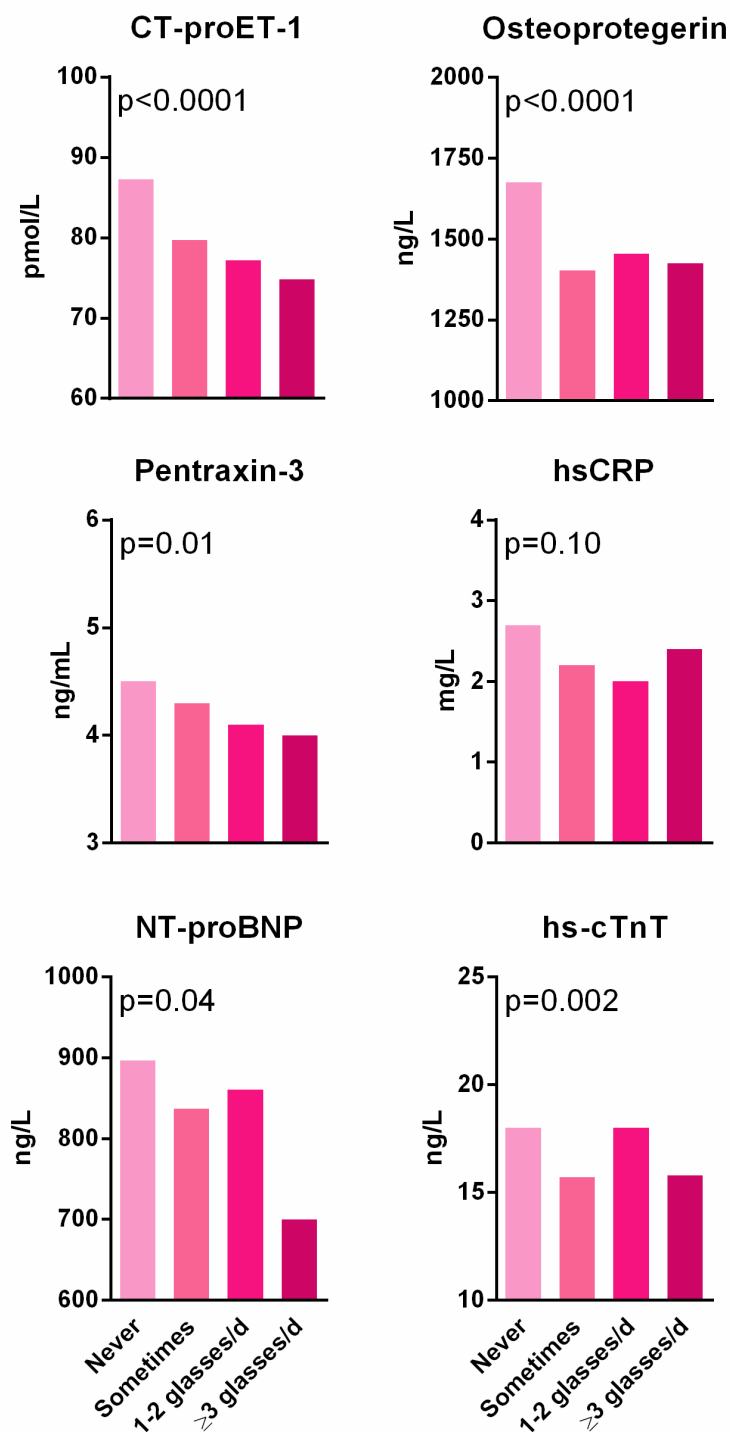 CT-proET-1
p<0.0001
pmol/L
100
90
80
70
60
Osteoprotegerin
p<0.0001
ng/L
2000
1750
1500
1250
1000
Pentraxin-3
p=0.01
ng/mL
6
5
4
3
hsCRP
p=0.10
mg/L
4
3
2
1
0
NT-proBNP
p=0.04
ng/L
1000
900
800
700
600
Never
Sometimes
1-2 glasses/d
≥3 glasses/d
hs-cTnT
p=0.002
ng/L
25
20
15
10
Never
Sometimes
1-2 glasses/d
≥3 glasses/d